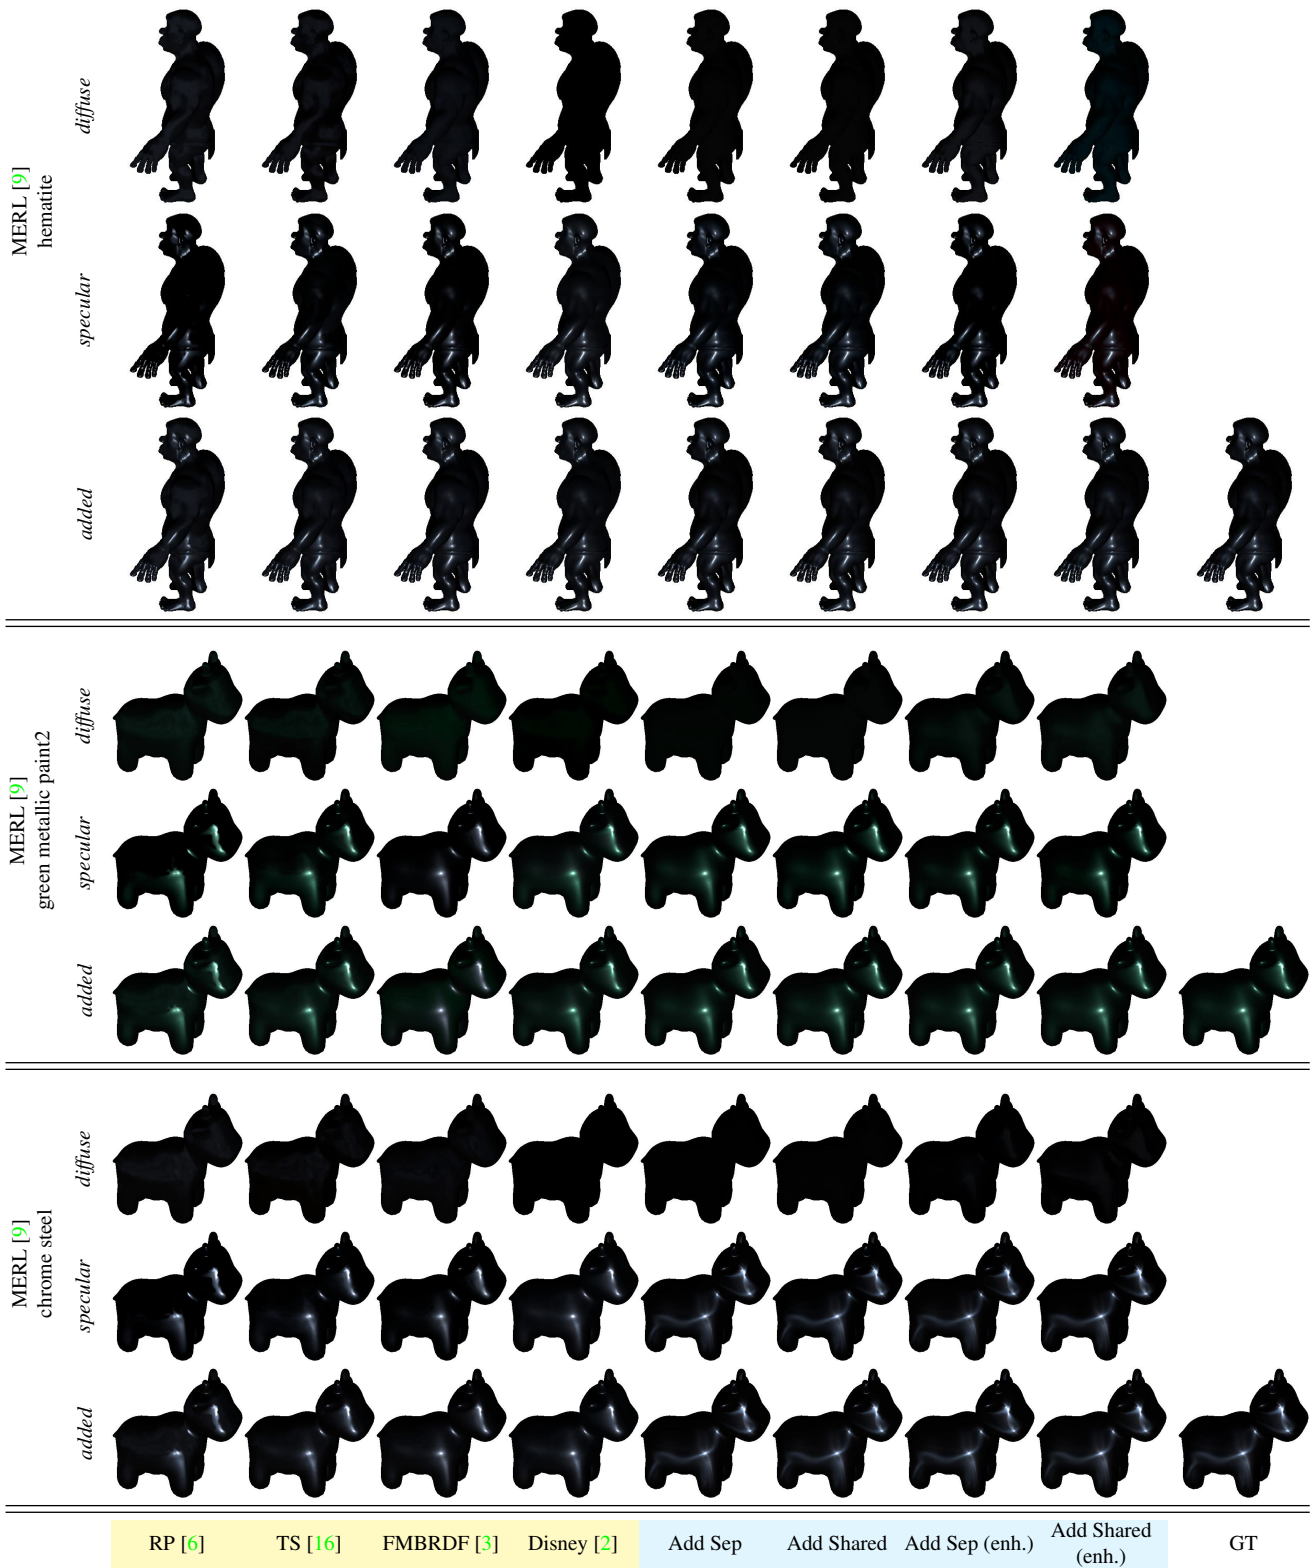 MERL [9]
hematite
diffuse
specular
added
MERL [9]
green metallic paint2
diffuse
specular
added
MERL [9]
chrome steel
diffuse
specular
added
RP [6]
TS [16]
FMBRDF [3]
Disney [2]
Add Sep
Add Shared
Add Sep (enh.)
Add Shared
(enh.)
GT